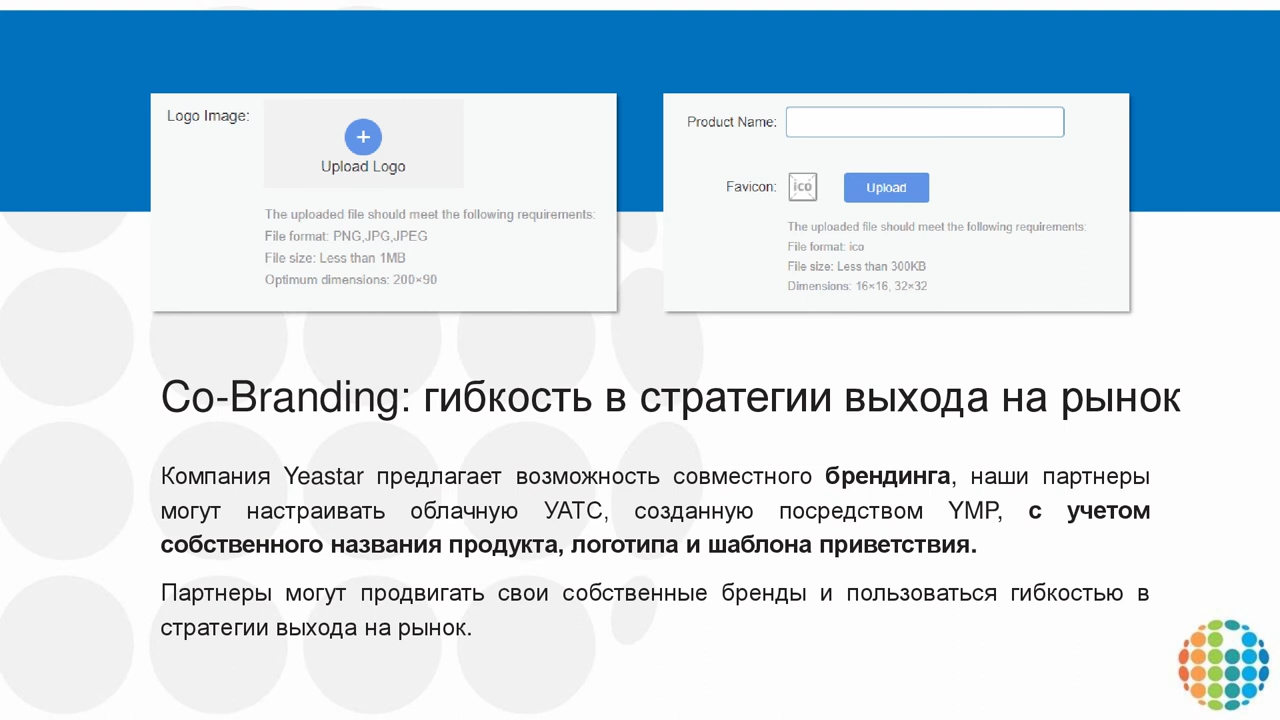 Logo Image:
+
Upload Logo
The uploaded file should meet the following requirements:
File format: PNG,JPG,JPEG
File size: Less than 1MB
Optimum dimensions: 200×90
Product Name:
Favicon:
ico
Upload
The uploaded file should meet the following requirements:
File format: ico
File size: Less than 300KB
Dimensions: 16×16, 32×32
Co-Branding: гибкость в стратегии выхода на рынок
Компания Yeastar предлагает возможность совместного брендинга, наши партнеры
могут настраивать облачную УАТС, созданную посредством YMP, с учетом
собственного названия продукта, логотипа и шаблона приветствия.
Партнеры могут продвигать свои собственные бренды и пользоваться гибкостью в
стратегии выхода на рынок.